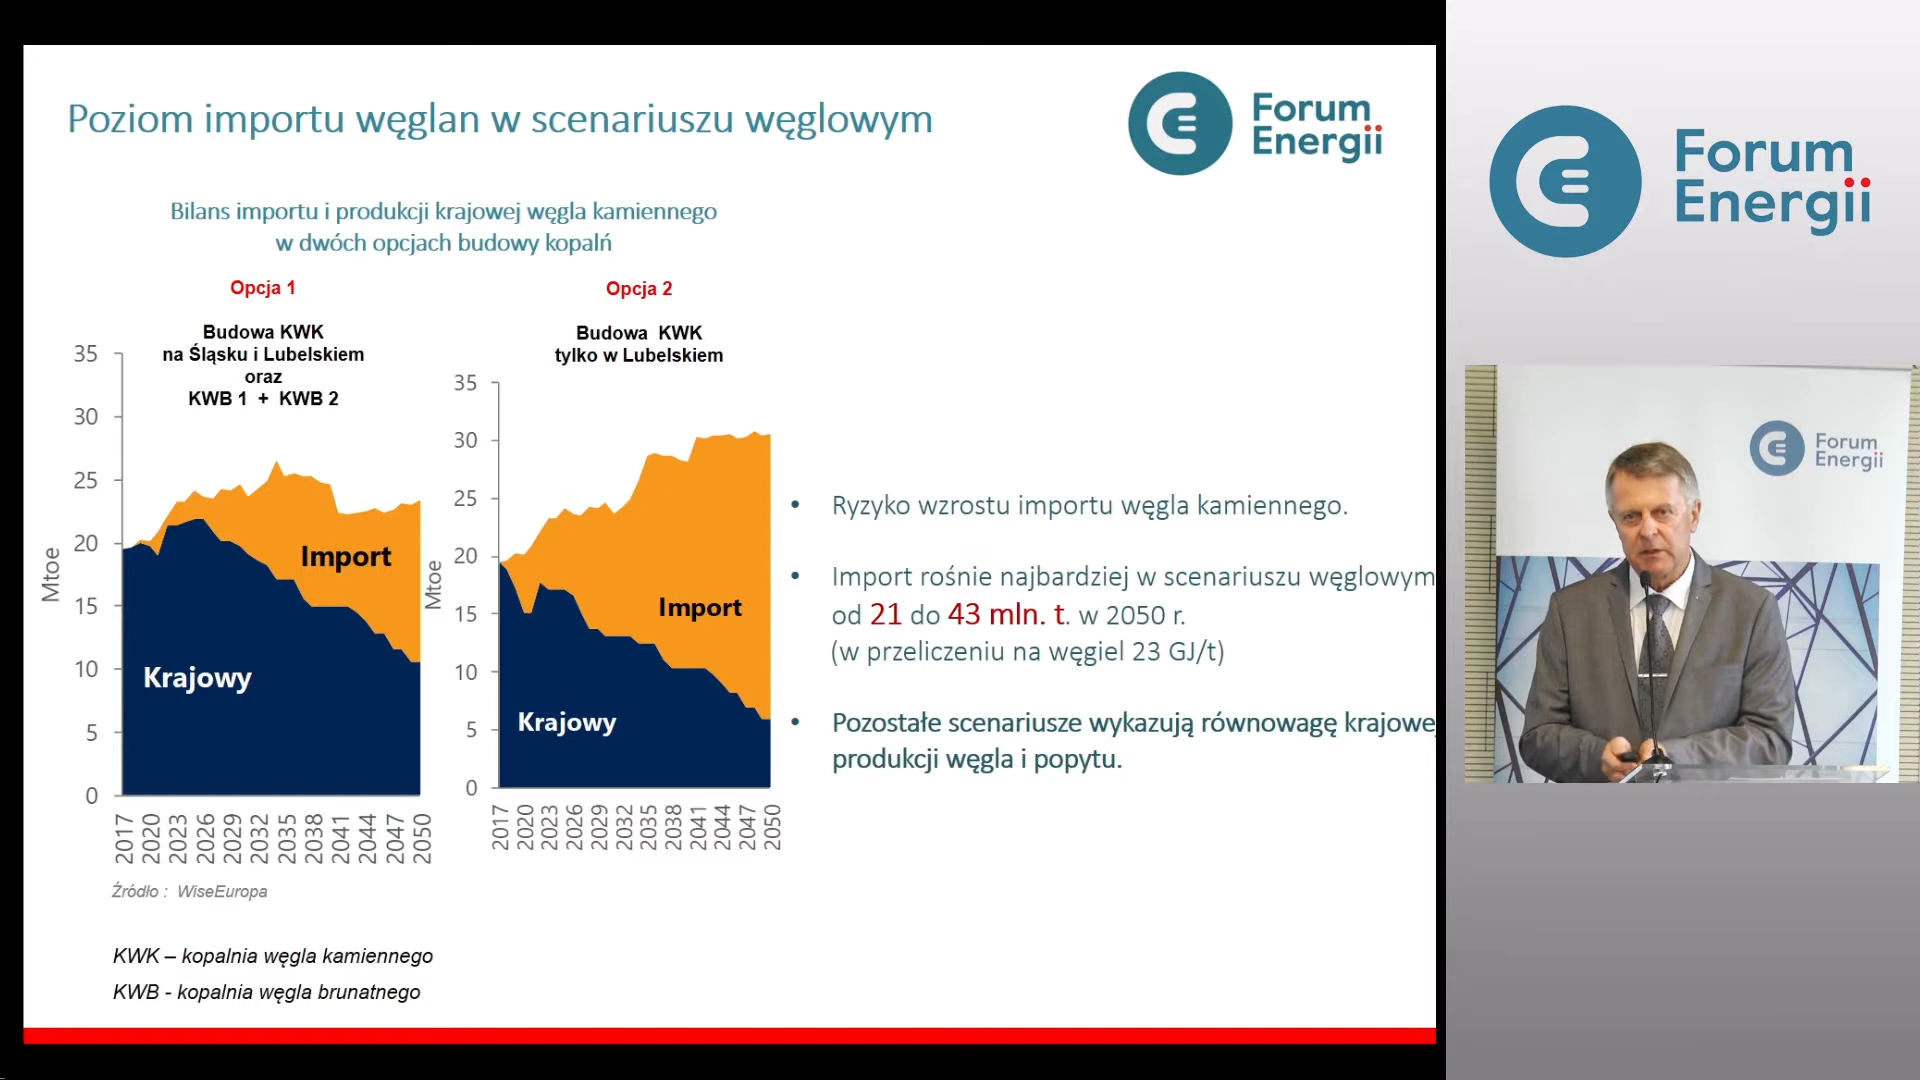 Poziom importu węglan w scenariuszu węglowym
Forum
Energii
Bilans importu i produkcji krajowej węgla kamiennego
w dwóch opcjach budowy kopalń
Opcja 1
Budowa KWK
na Śląsku i Lubelskiem
oraz
KWB 1 + KWB 2
35
30
25
20
15
10
5
0
Mtoe
Import
Krajowy
2017
2020
2023
2026
2029
2032
2035
2038
2041
2044
2047
2050
Opcja 2
Budowa KWK
tylko w Lubelskiem
35
30
25
20
15
10
5
0
Mtoe
Import
Krajowy
2017
2020
2023
2026
2029
2032
2035
2038
2041
2044
2047
2050
• Ryzyko wzrostu importu węgla kamiennego.
• Import rośnie najbardziej w scenariuszu węglowym
od 21 do 43 mln. t. w 2050 r.
(w przeliczeniu na węgiel 23 GJ/t)
• Pozostałe scenariusze wykazują równowagę krajowe
produkcji węgla i popytu.
Źródło : WiseEuropa
KWK – kopalnia węgla kamiennego
KWB - kopalnia węgla brunatnego
Forum
Energii
Forum
Energii